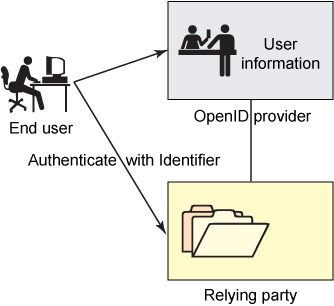 User
information
End user
OpenID provider
Authenticate with Identifier
Relying party